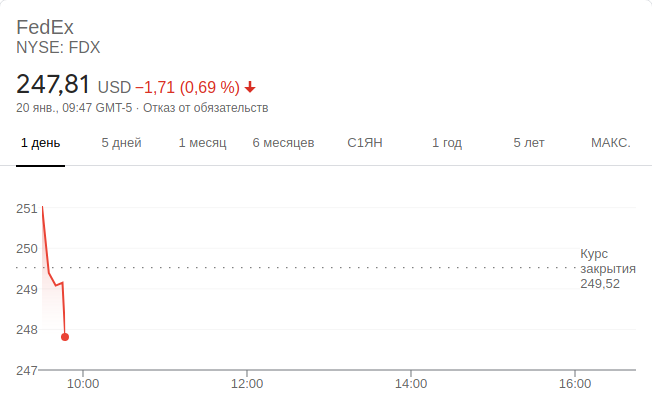 FedEx
NYSE: FDX
247,81 USD −1,71 (0,69 %)
20 янв., 09:47 GMT-5 · Отказ от обязательств
1 день 5 дней 1 месяц 6 месяцев С1ЯН 1 год 5 лет МАКС.
251
250
249
248
247
Курс
закрытия
249,52
10:00 12:00 14:00 16:00